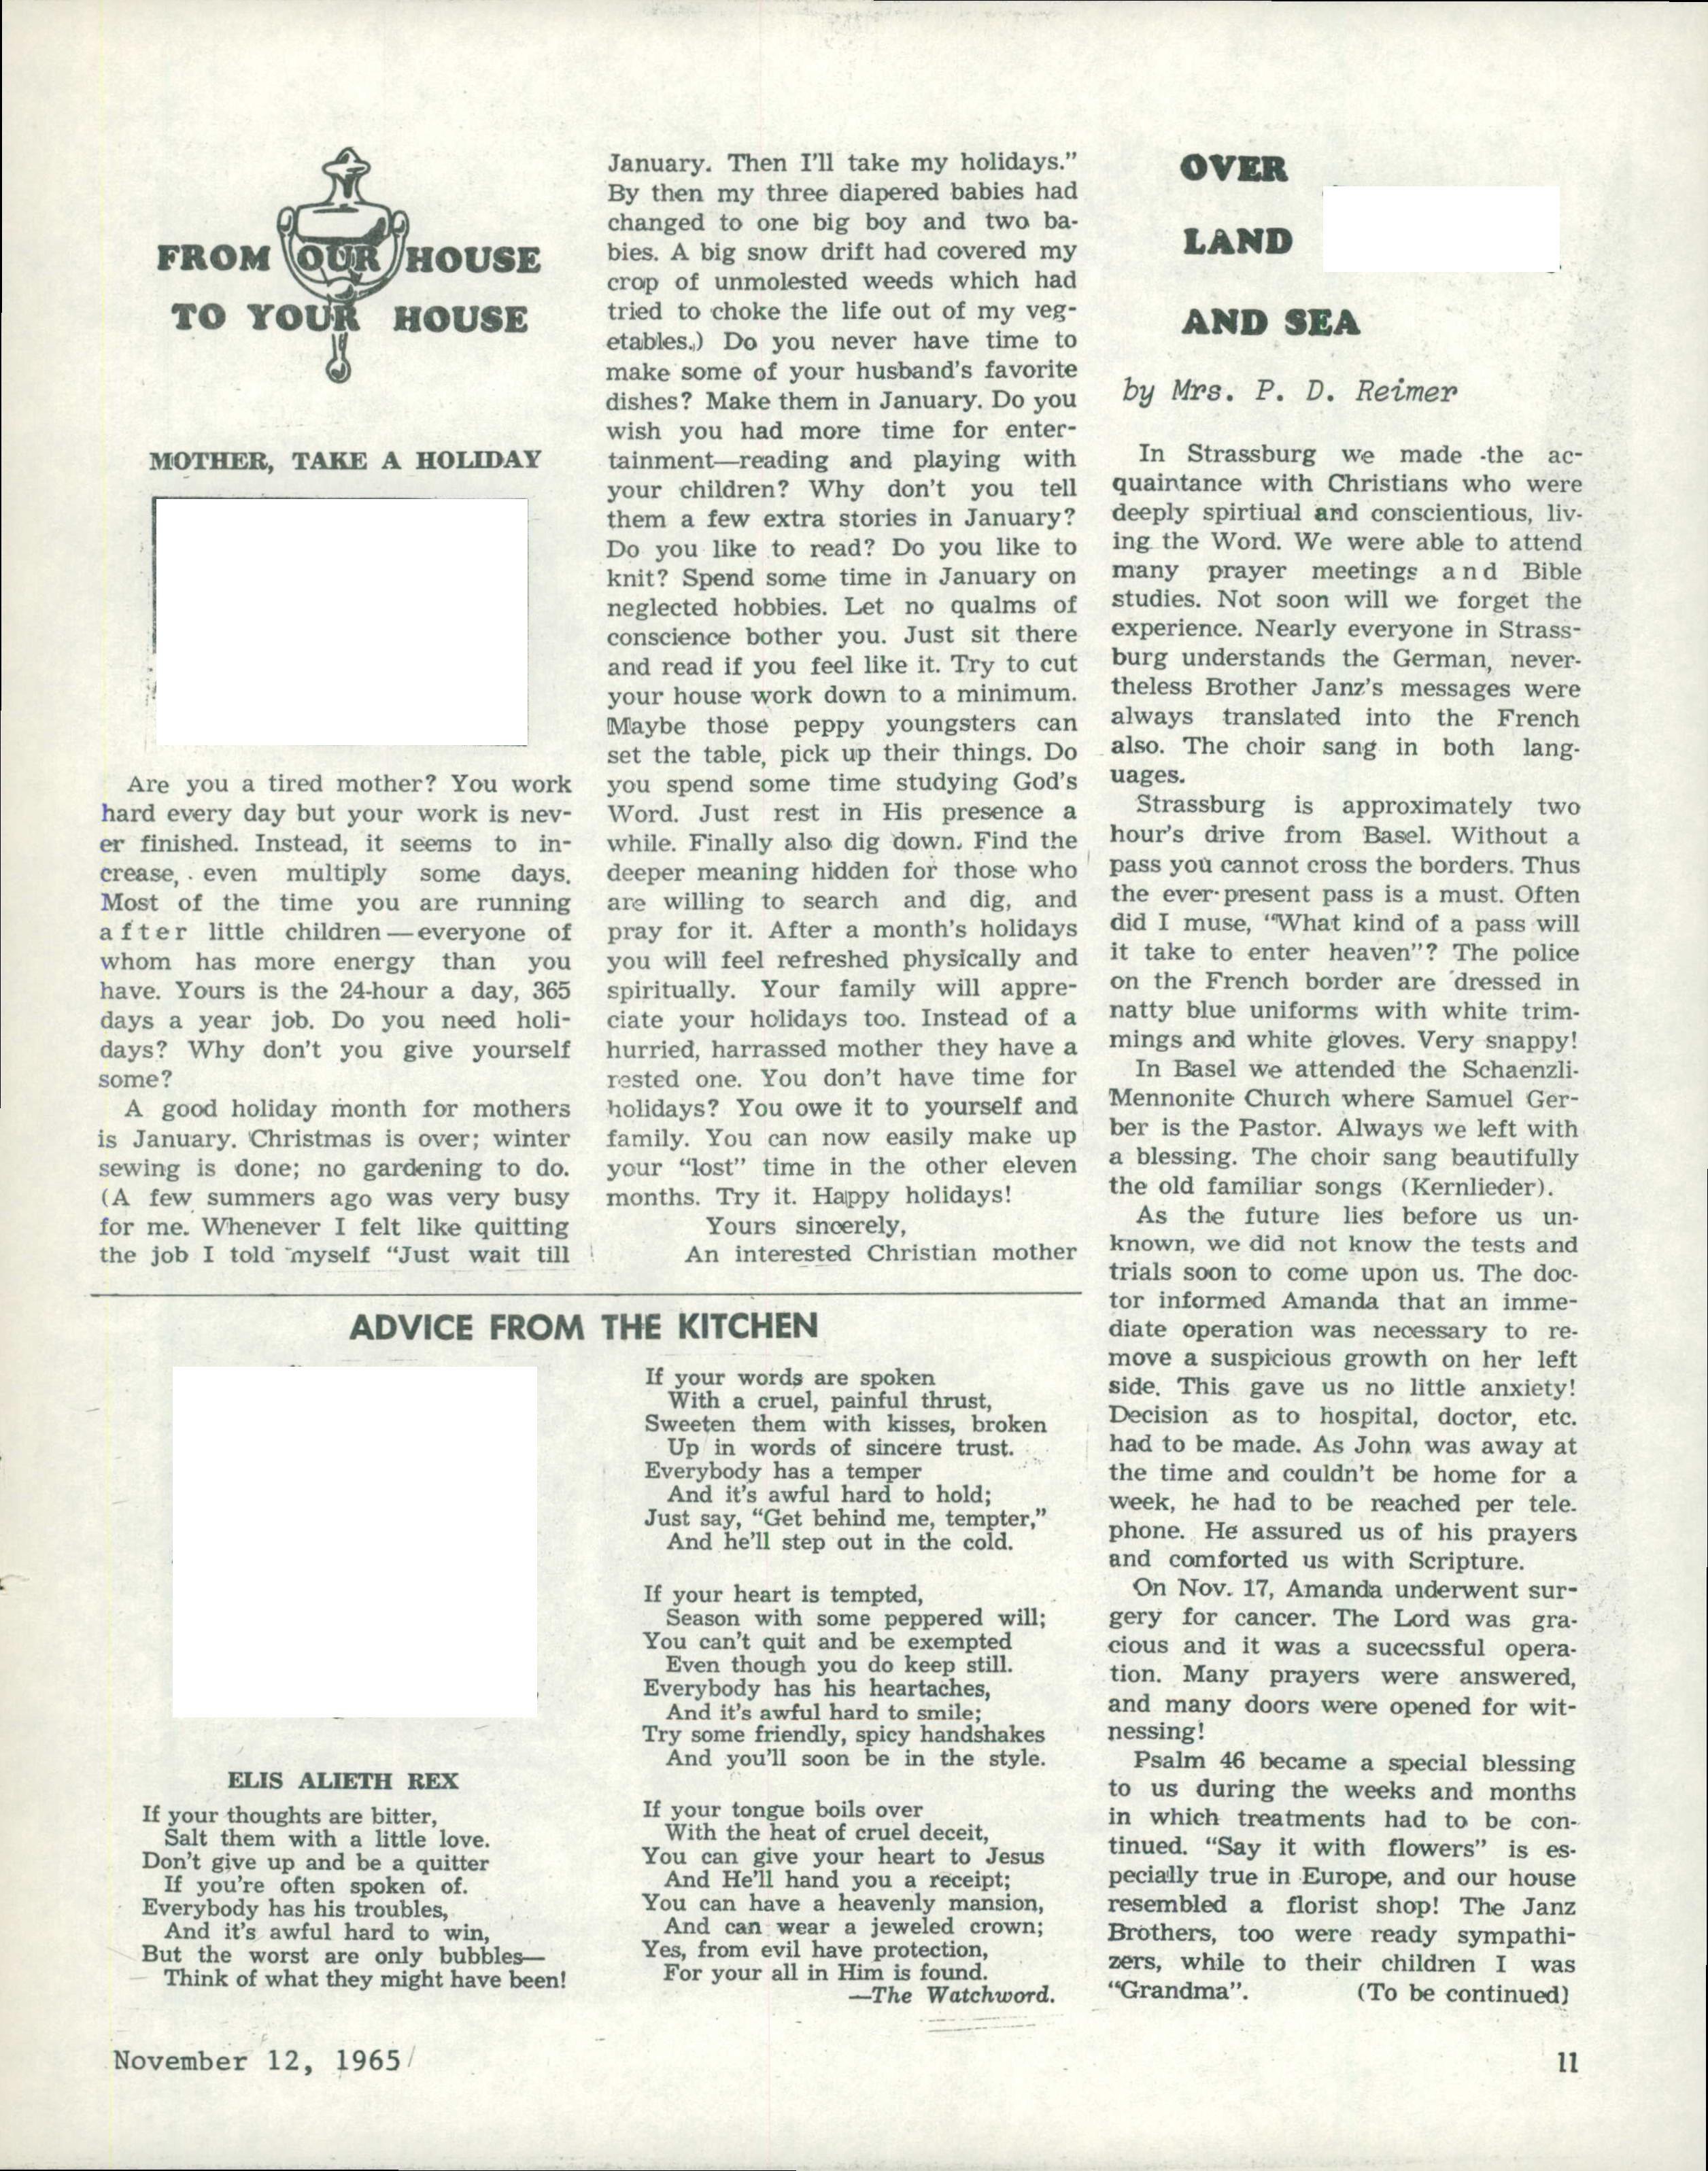 FROM OUR HOUSE
TO YOUR HOUSE
MOTHER, TAKE A HOLIDAY
Are you a tired mother? You work
hard every day but your work is nev-
er finished. Instead, it seems to in-
crease, even multiply some days.
Most of the time you are running
after little children—everyone of
whom has more energy than you
have. Yours is the 24-hour a day, 365
days a year job. Do you need holi-
days? Why don't you give yourself
some?
A good holiday month for mothers
is January. Christmas is over; winter
sewing is done; no gardening to do.
(A few summers ago was very busy
for me. Whenever I felt like quitting
the job I told myself “Just wait till
January. Then I'll take my holidays.”
By then my three diapered babies had
changed to one big boy and two ba-
bies. A big snow drift had covered my
crop of unmolested weeds which had
tried to choke the life out of my veg-
etables.) Do you never have time to
make some of your husband's favorite
dishes? Make them in January. Do you
wish you had more time for enter-
tainment—reading and playing with
your children? Why don't you tell
them a few extra stories in January?
Do you like to read? Do you like to
knit? Spend some time in January on
neglected hobbies. Let no qualms of
conscience bother you. Just sit there
and read if you feel like it. Try to cut
your house work down to a minimum.
Maybe those peppy youngsters can
set the table, pick up their things. Do
you spend some time studying God's
Word. Just rest in His presence a
while. Finally also dig down. Find the
deeper meaning hidden for those who
are willing to search and dig, and
pray for it. After a month's holidays
you will feel refreshed physically and
spiritually. Your family will appre-
ciate your holidays too. Instead of a
hurried, harrassed mother they have a
rested one. You don't have time for
holidays? You owe it to yourself and
family. You can now easily make up
your “lost” time in the other eleven
months. Try it. Happy holidays!
Yours sincerely,
An interested Christian mother
ADVICE FROM THE KITCHEN
ELIS ALIETH REX
If your thoughts are bitter,
Salt them with a little love.
Don't give up and be a quitter
If you're often spoken of.
Everybody has his troubles,
And it's awful hard to win,
But the worst are only bubbles—
Think of what they might have been!
If your words are spoken
With a cruel, painful thrust,
Sweeten them with kisses, broken
Up in words of sincere trust.
Everybody has a temper
And it's awful hard to hold;
Just say, “Get behind me, tempter,”
And he'll step out in the cold.
If your heart is tempted,
Season with some peppered will;
You can't quit and be exempted
Even though you do keep still.
Everybody has his heartaches,
And it's awful hard to smile;
Try some friendly, spicy handshakes
And you'll soon be in the style.
If your tongue boils over
With the heat of cruel deceit,
You can give your heart to Jesus
And He'll hand you a receipt;
You can have a heavenly mansion,
And can wear a jeweled crown;
Yes, from evil have protection,
For your all in Him is found.
—The Watchword.
OVER
LAND
AND SEA
by Mrs. P. D. Reimer
In Strassburg we made the ac-
quaintance with Christians who were
deeply spirtiual and conscientious, liv-
ing the Word. We were able to attend
many prayer meetings and Bible
studies. Not soon will we forget the
experience. Nearly everyone in Strass-
burg understands the German, never-
theless Brother Janz's messages were
always translated into the French
also. The choir sang in both lang-
uages.
Strassburg is approximately two
hour's drive from Basel. Without a
pass you cannot cross the borders. Thus
the ever-present pass is a must. Often
did I muse, “What kind of a pass will
it take to enter heaven”? The police
on the French border are dressed in
natty blue uniforms with white trim-
mings and white gloves. Very snappy!
In Basel we attended the Schaenzli-
Mennonite Church where Samuel Ger-
ber is the Pastor. Always we left with
a blessing. The choir sang beautifully
the old familiar songs (Kernlieder).
As the future lies before us un-
known, we did not know the tests and
trials soon to come upon us. The doc-
tor informed Amanda that an imme-
diate operation was necessary to re-
move a suspicious growth on her left
side. This gave us no little anxiety!
Decision as to hospital, doctor, etc.
had to be made. As John was away at
the time and couldn't be home for a
week, he had to be reached per tele.
phone. He assured us of his prayers
and comforted us with Scripture.
On Nov. 17, Amanda underwent sur-
gery for cancer. The Lord was gra-
cious and it was a sucecssful opera-
tion. Many prayers were answered,
and many doors were opened for wit-
nessing!
Psalm 46 became a special blessing
to us during the weeks and months
in which treatments had to be con-
tinued. “Say it with flowers” is es-
pecially true in Europe, and our house
resembled a florist shop! The Janz
Brothers, too were ready sympathi-
zers, while to their children I was
“Grandma”. (To be continued)
November 12, 1965
11